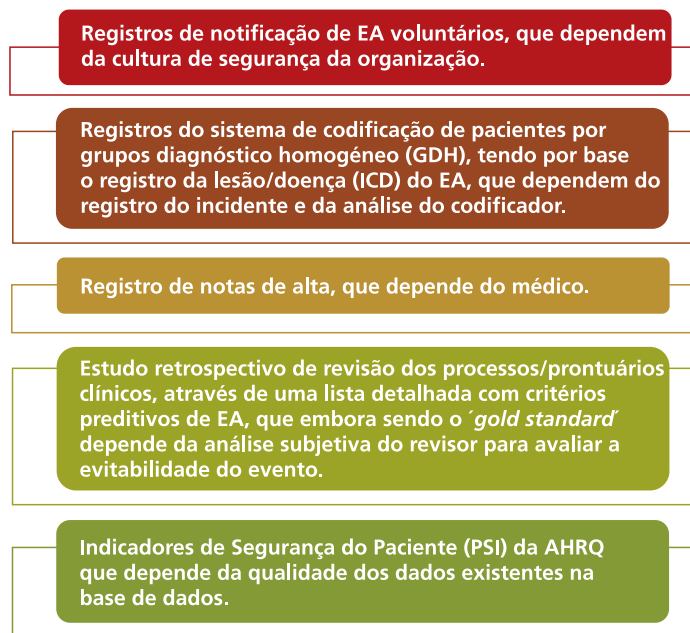 Registros de notificação de EA voluntários, que dependem
da cultura de segurança da organização.
Registros do sistema de codificação de pacientes por
grupos diagnóstico homogéneo (GDH), tendo por base
o registro da lesão/doença (ICD) do EA, que dependem do
registro do incidente e da análise do codificador.
Registro de notas de alta, que depende do médico.
Estudo retrospectivo de revisão dos processos/prontuários
clínicos, através de uma lista detalhada com critérios
preditivos de EA, que embora sendo o ´gold standard´
depende da análise subjetiva do revisor para avaliar a
evitabilidade do evento.
Indicadores de Segurança do Paciente (PSI) da AHRQ
que depende da qualidade dos dados existentes na
base de dados.